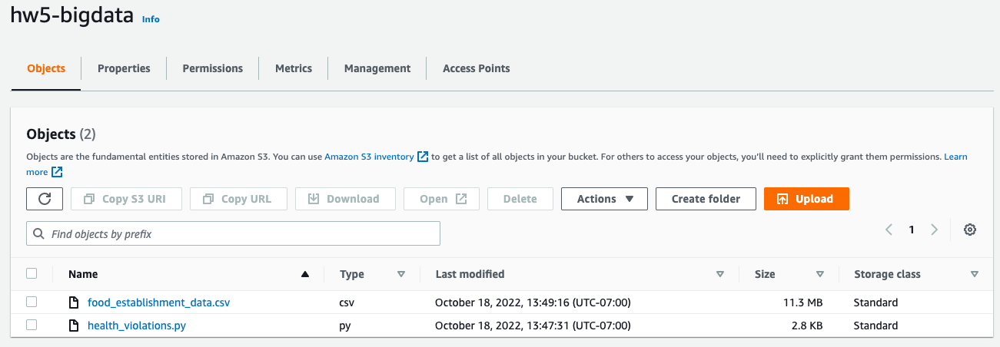 hw5-bigdata Info
Objects Properties Permissions Metrics Management Access Points
Objects (2)
Objects are the fundamental entities stored in Amazon S3. You can use Amazon S3 inventory to get a list of all objects in your bucket. For others to access your objects, you'll need to explicitly grant them permissions. Learn
more
Copy S3 URI Copy URL Download Open Delete Actions Create folder Upload
Find objects by prefix 1
Name Type Last modified Size Storage class
food_establishment_data.csv csv October 18, 2022, 13:49:16 (UTC-07:00) 11.3 MB Standard
health_violations.py py October 18, 2022, 13:47:31 (UTC-07:00) 2.8 KB Standard